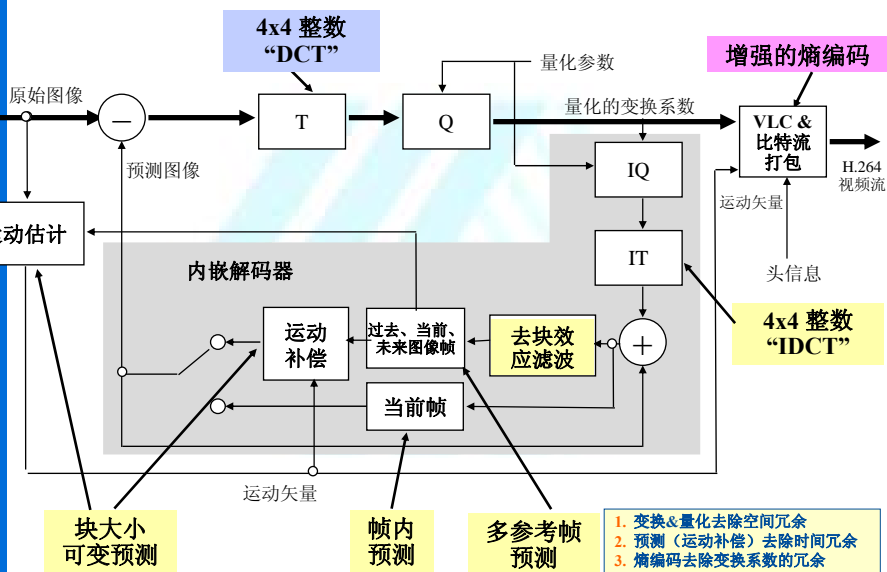 4x4 整数
“DCT”
增强的熵编码
量化参数
原始图像
量化的变换系数
T
Q
VLC &
比特流
打包
预测图像
IQ
H.264
视频流
运动矢量
动估计
IT
内嵌解码器
头信息
运动
补偿
过去、当前、
未来图像帧
去块效
应滤波
4x4 整数
“IDCT”
当前帧
运动矢量
块大小
可变预测
帧内
预测
多参考帧
预测
1. 变换&量化去除空间冗余
2. 预测（运动补偿）去除时间冗余
3. 熵编码去除变换系数的冗余